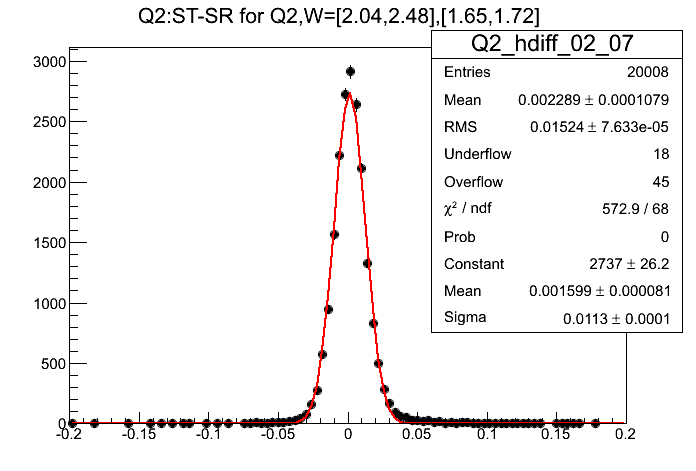 Q2:ST-SR for Q2,W=[2.04,2.48],[1.65,1.72]
Q2_hdiff_02_07
Entries 20008
Mean 0.002289 ± 0.0001079
RMS 0.01524 ± 7.633e-05
Underflow 18
Overflow 45
χ² / ndf 572.9 / 68
Prob 0
Constant 2737 ± 26.2
Mean 0.001599 ± 0.000081
Sigma 0.0113 ± 0.0001
3000
2500
2000
1500
1000
500
0
-0.2 -0.15 -0.1 -0.05 0 0.05 0.1 0.15 0.2